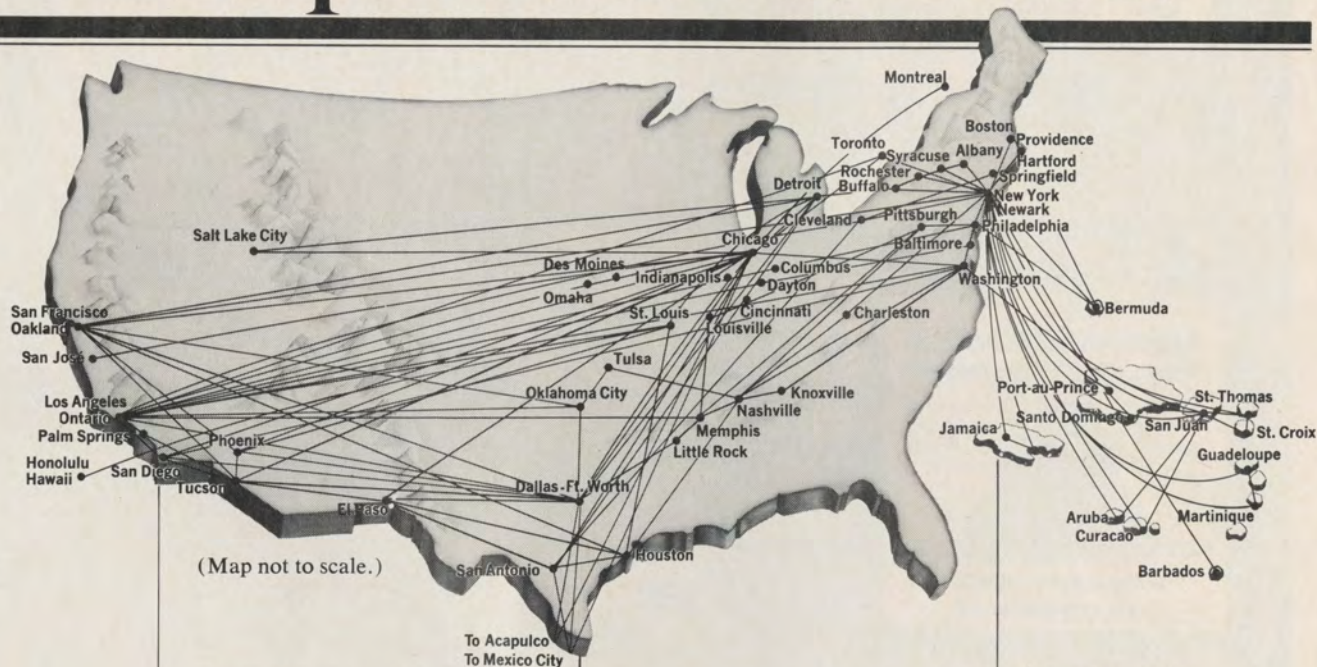 Montreal
Boston
Providence
Toronto
Syracuse
Albany
Hartford
Rochester
Springfield
Detroit
Buffalo
New York
Newark
Cleveland
Pittsburgh
Philadelphia
Salt Lake City
Chicago
Baltimore
Des Moines
Indianapolis
Columbus
Washington
Omaha
Dayton
San Francisco
Oakland
St. Louis
Cincinnati
Louisville
Charleston
Bermuda
San José
Tulsa
Los Angeles
Ontario
Oklahoma City
Knoxville
Nashville
Port-au-Prince
St. Thomas
Palm Springs
Phoenix
Memphis
Santo Domingo
San Juan
St. Croix
Jamaica
Honolulu
Hawaii
San Diego
Little Rock
Guadeloupe
Tucson
Dallas-Ft. Worth
El Paso
Aruba
Curacao
Martinique
(Map not to scale.)
San Antonio
Houston
Barbados
To Acapulco
To Mexico City